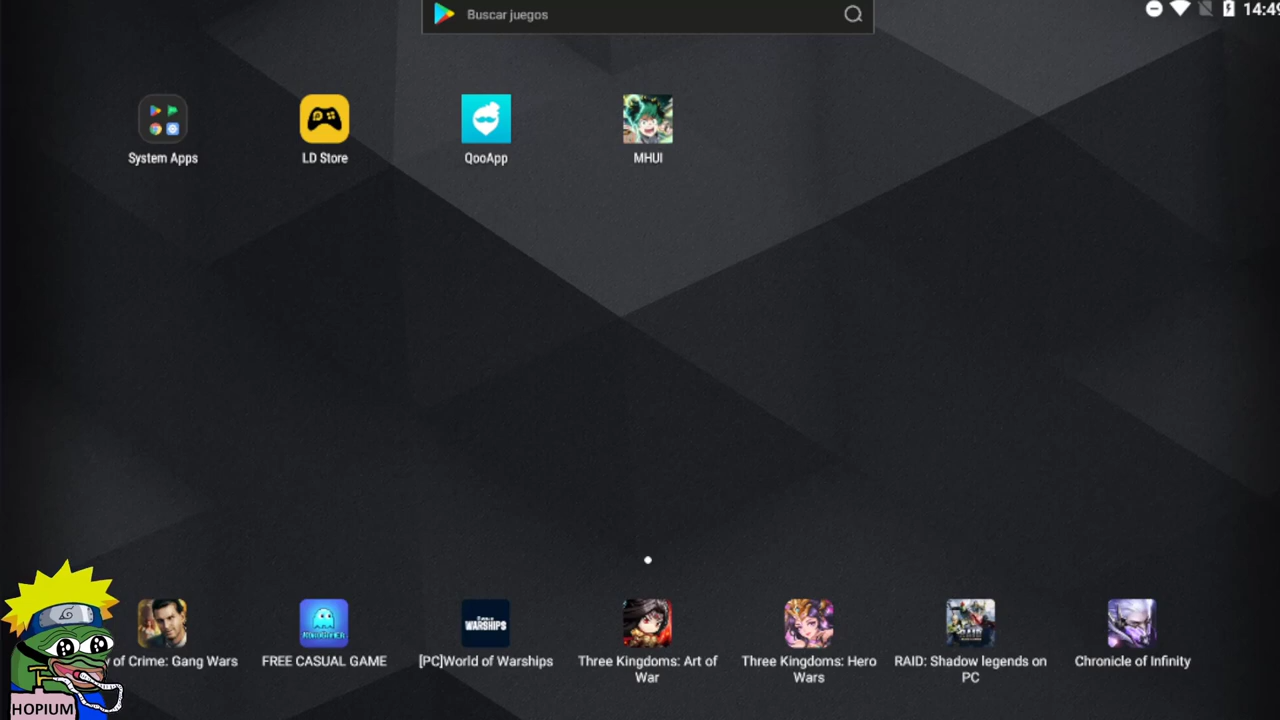 Buscar juegos
14:49
System Apps
LD Store
QooApp
MHUI
of Crime: Gang Wars
FREE CASUAL GAME
WARSHIPS
[PC]World of Warships
Three Kingdoms: Art of
War
Three Kingdoms: Hero
Wars
RAID
RAID: Shadow legends on
PC
Chronicle of Infinity
HOPIUM